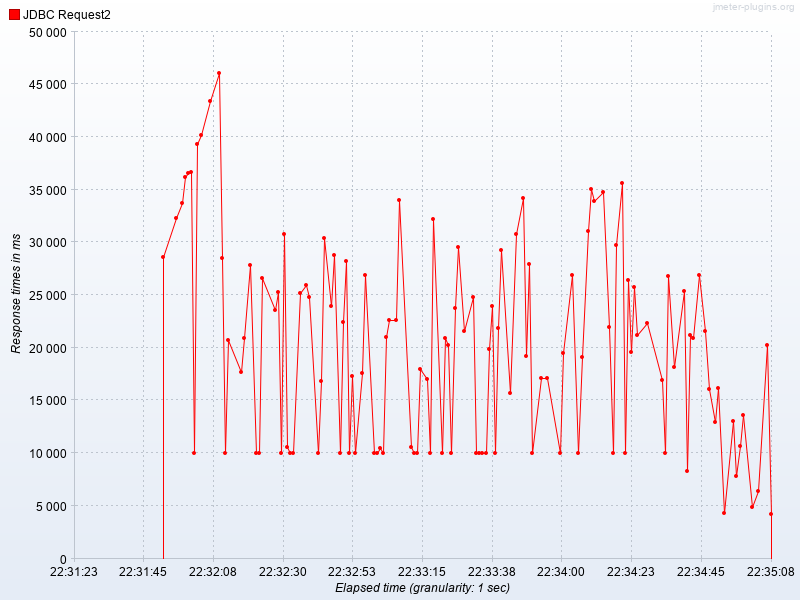 jmeter-plugins.org
JDBC Request2
50 000
45 000
40 000
35 000
30 000
25 000
20 000
15 000
10 000
5 000
0
Response times in ms
22:31:23 22:31:45 22:32:08 22:32:30 22:32:53 22:33:15 22:33:38 22:34:00 22:34:23 22:34:45 22:35:08
Elapsed time (granularity: 1 sec)